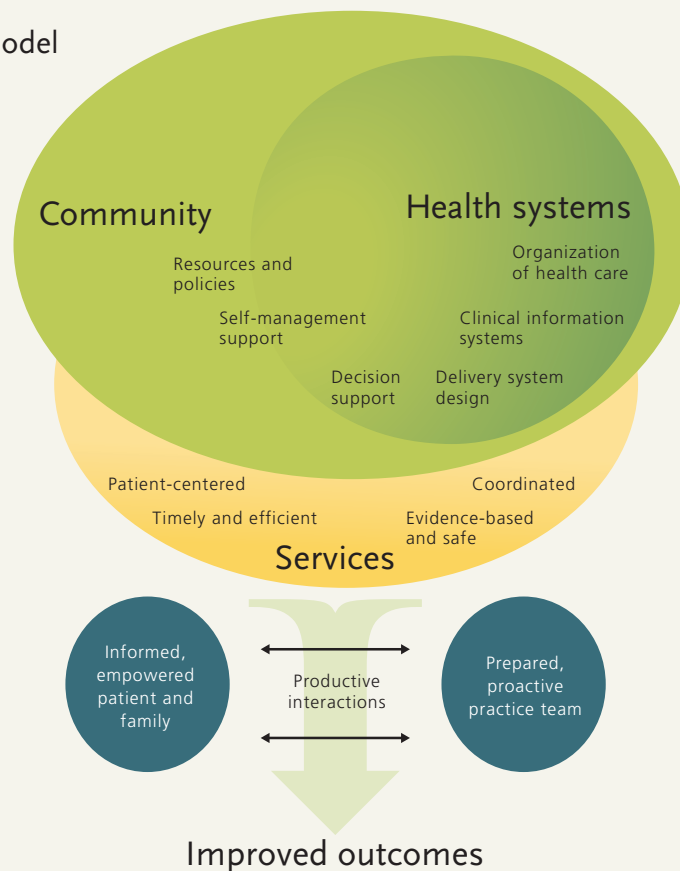 odel
Community
Health systems
Organization
of health care
Resources and
policies
Self-management
support
Clinical information
systems
Decision
support
Delivery system
design
Patient-centered
Coordinated
Timely and efficient
Evidence-based
and safe
Services
Informed,
empowered
patient and
family
Productive
interactions
Prepared,
proactive
practice team
Improved outcomes